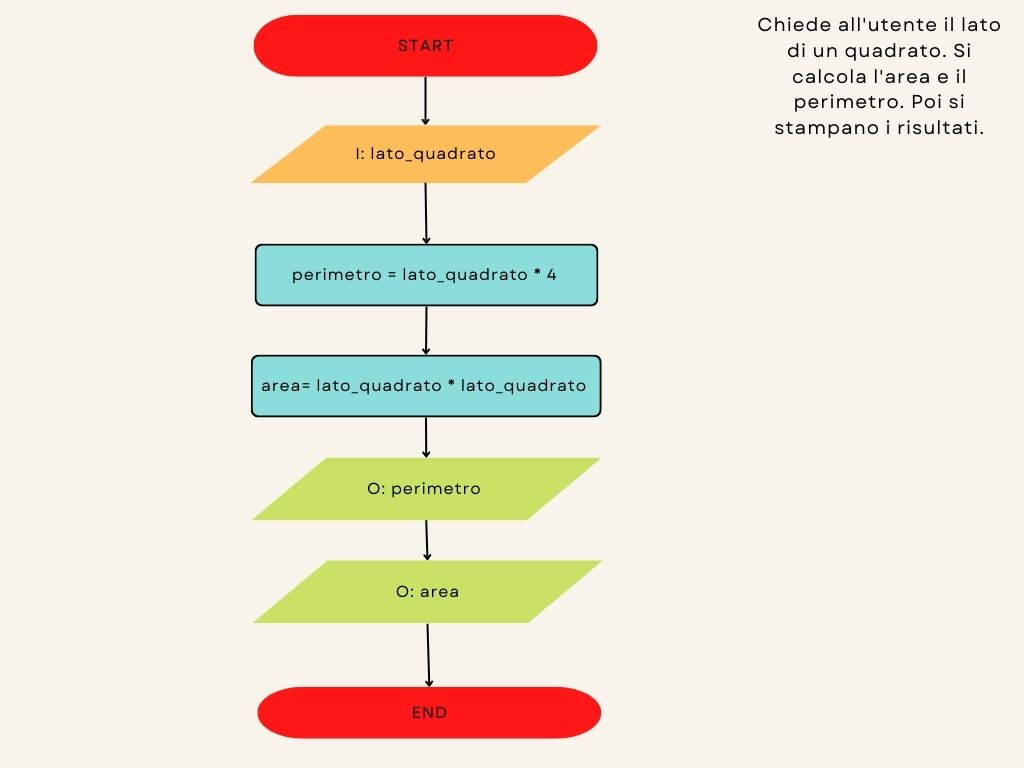 START
Chiede all'utente il lato
di un quadrato. Si
calcola l'area e il
perimetro. Poi si
stampano i risultati.
I: lato_quadrato
perimetro = lato_quadrato * 4
area= lato_quadrato * lato_quadrato
O: perimetro
O: area
END